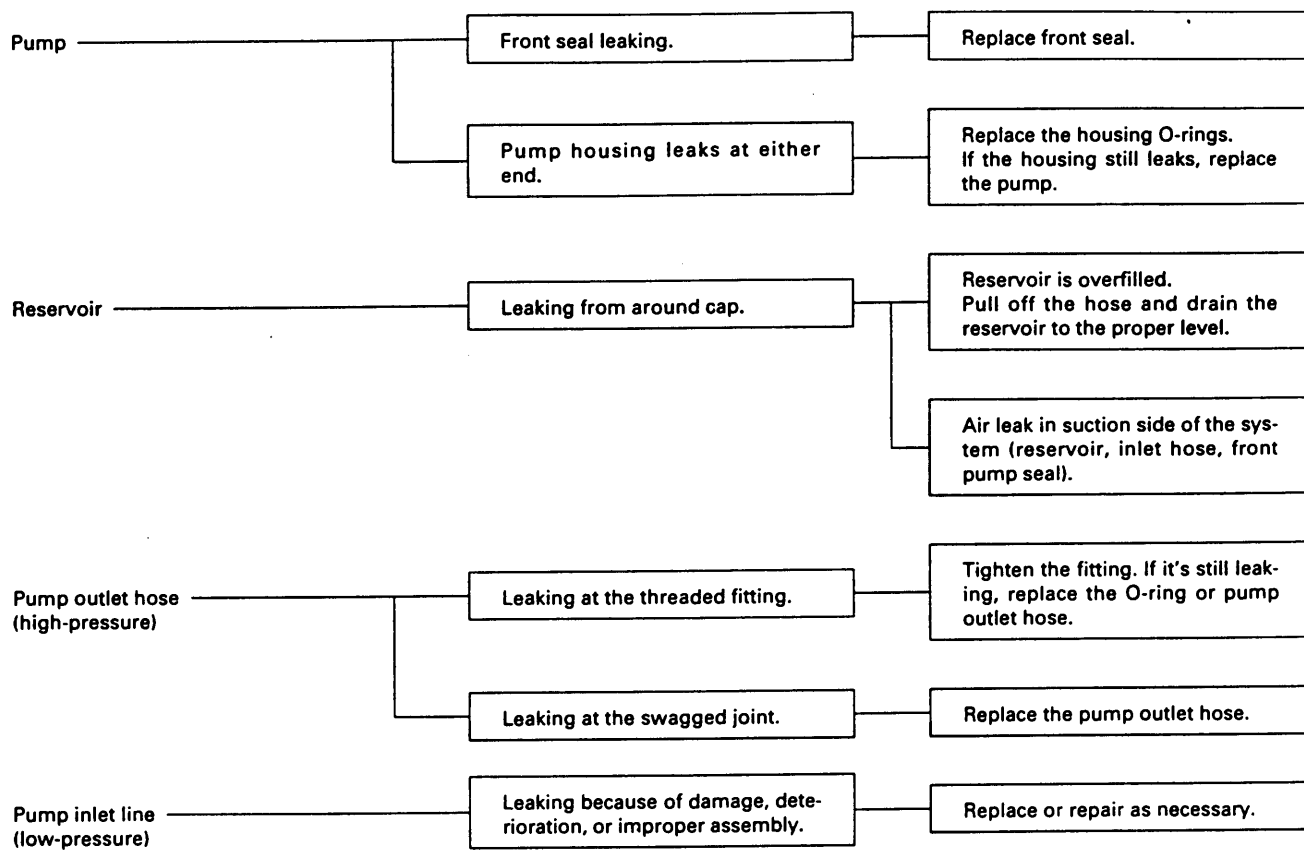 Pump
Front seal leaking.
Replace front seal.
Pump housing leaks at either
end.
Replace the housing O-rings.
If the housing still leaks, replace
the pump.
Reservoir
Leaking from around cap.
Reservoir is overfilled.
Pull off the hose and drain the
reservoir to the proper level.
Air leak in suction side of the sys-
tem (reservoir, inlet hose, front
pump seal).
Pump outlet hose
(high-pressure)
Leaking at the threaded fitting.
Tighten the fitting. If it's still leak-
ing, replace the O-ring or pump
outlet hose.
Leaking at the swagged joint.
Replace the pump outlet hose.
Pump inlet line
(low-pressure)
Leaking because of damage, dete-
rioration, or improper assembly.
Replace or repair as necessary.